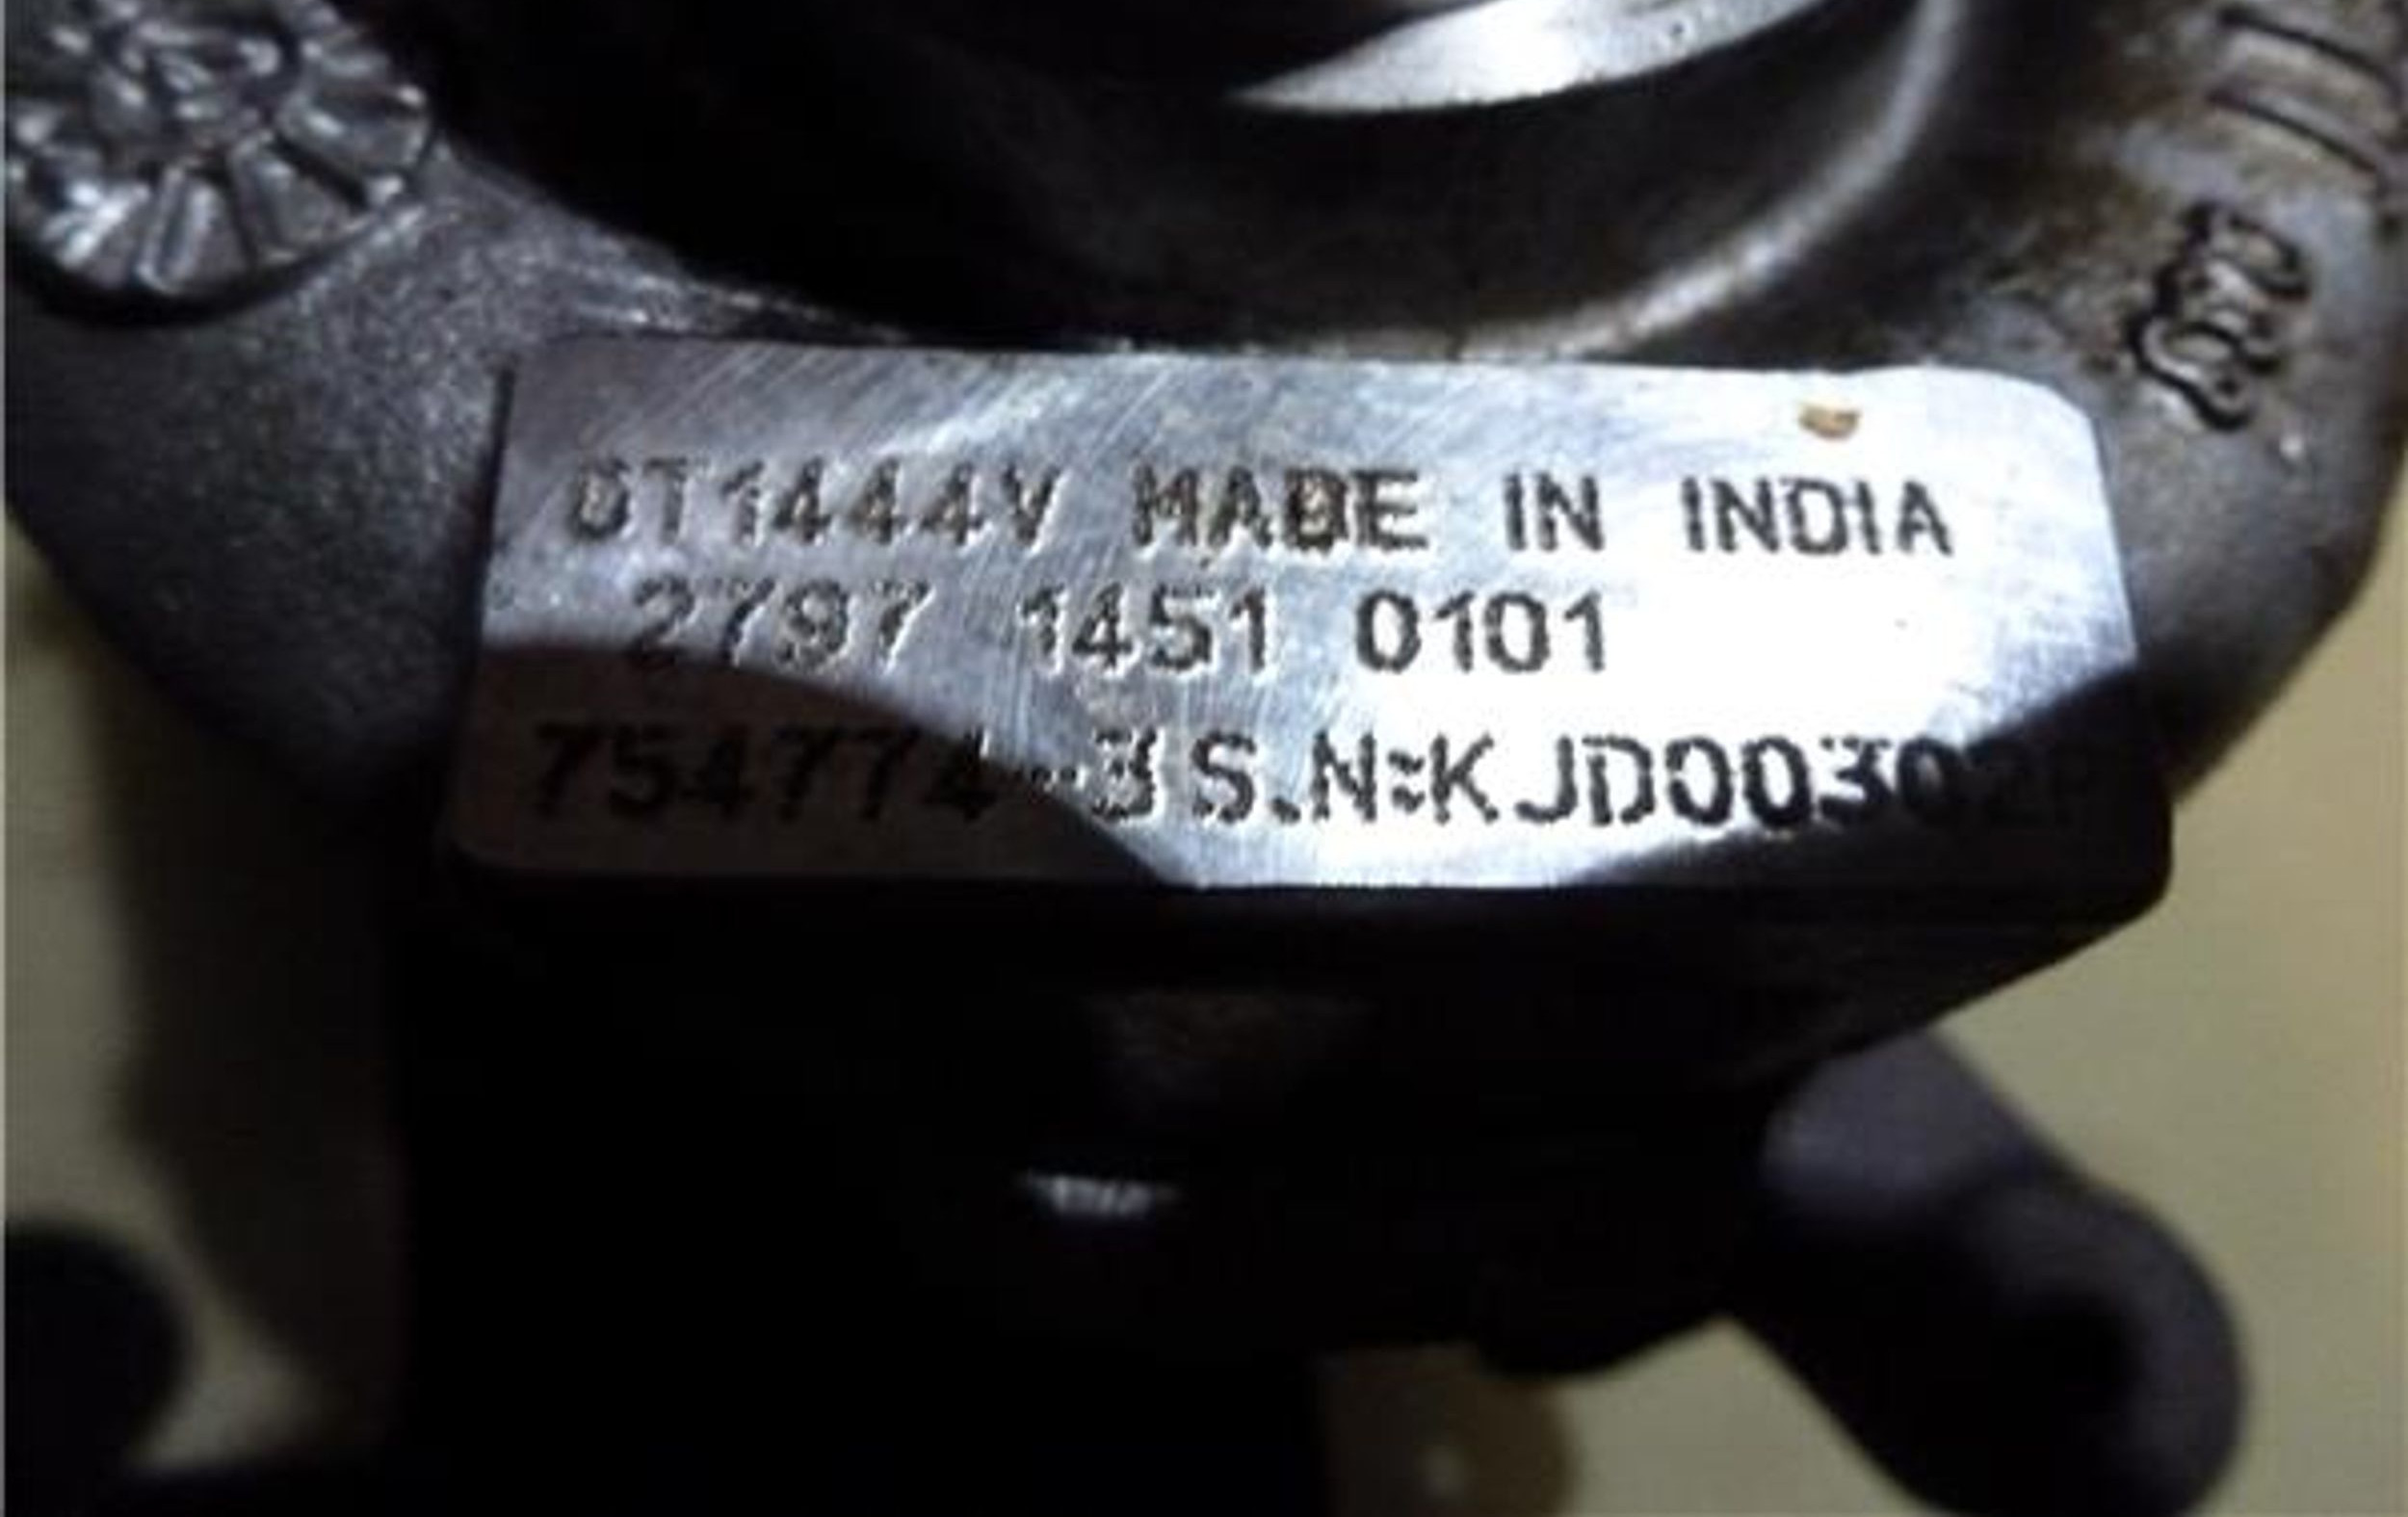 GT1444V MADE IN INDIA
2797 1451 0101
754774-3 S.N:KJD00302